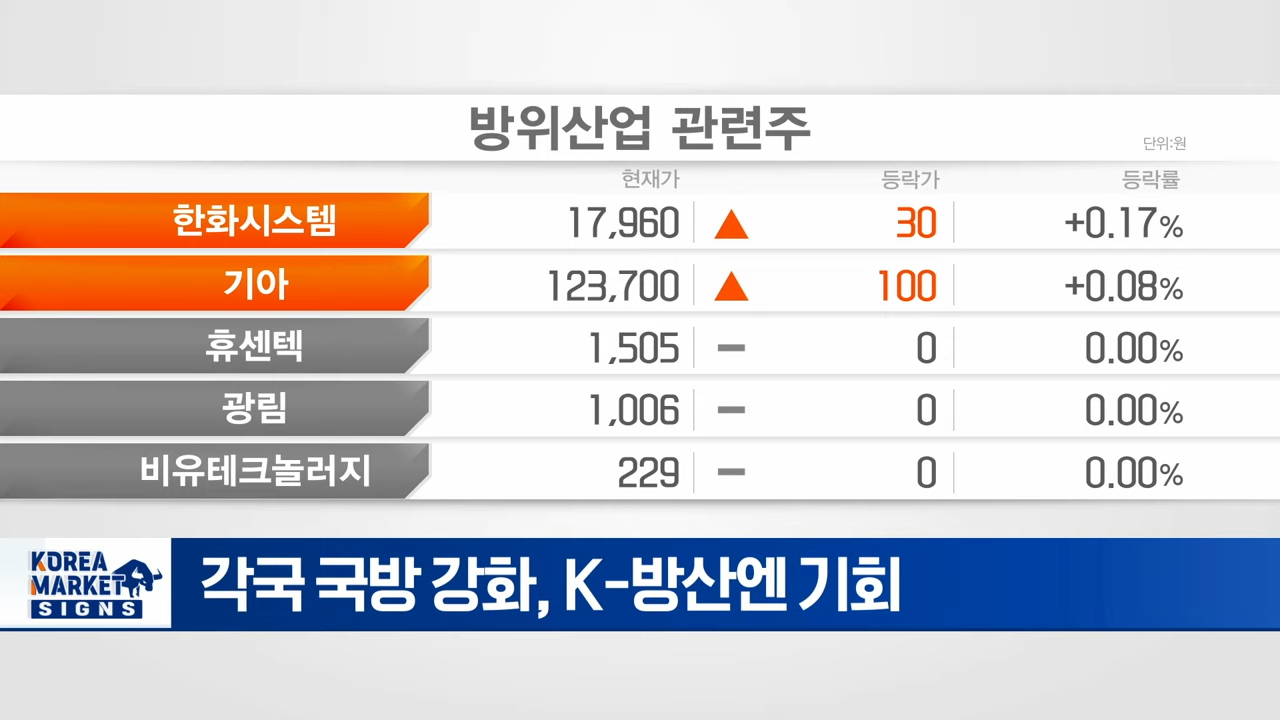 방위산업 관련주
단위:원
현재가 등락가 등락률
한화시스템 17,960 ▲ 30 +0.17%
기아 123,700 ▲ 100 +0.08%
휴센텍 1,505 - 0 0.00%
광림 1,006 - 0 0.00%
비유테크놀러지 229 - 0 0.00%
KOREA
MARKET
SIGNS
각국 국방 강화, K-방산엔 기회